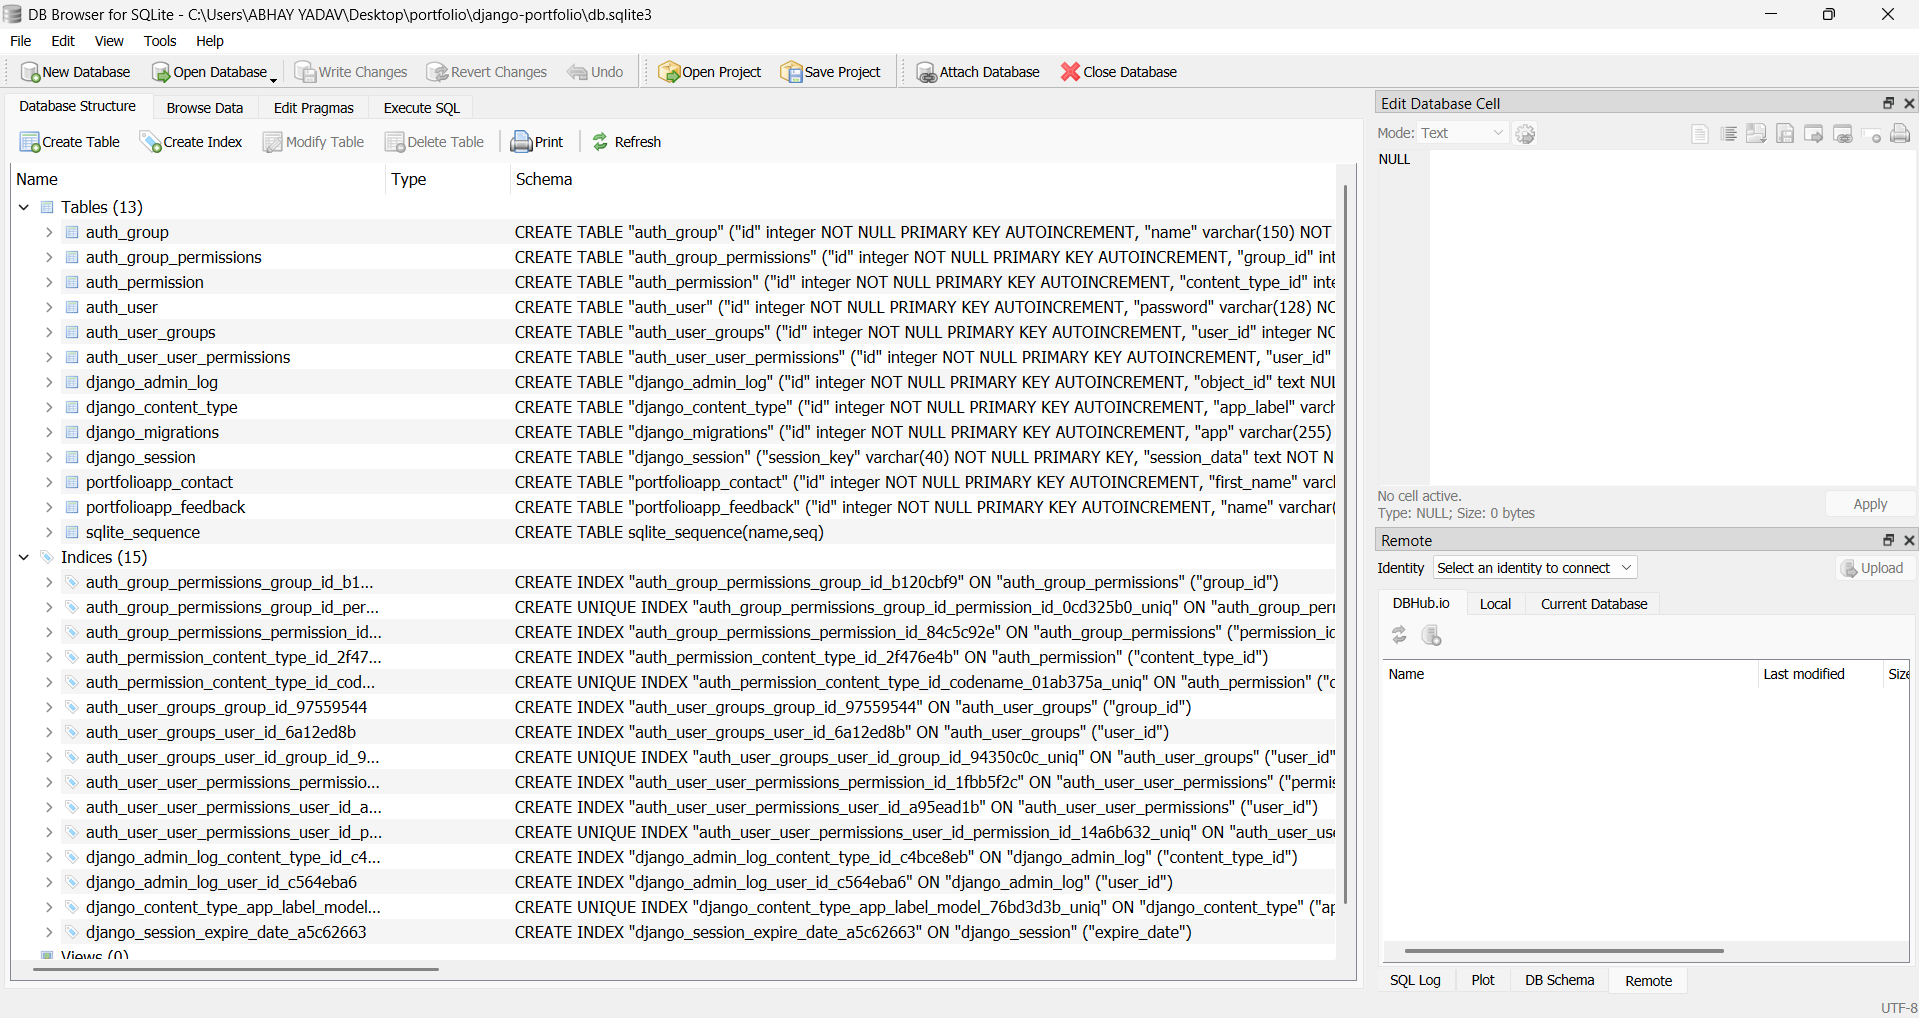 DB Browser for SQLite - C:\Users\ABHAY YADAV\Desktop\portfolio\django-portfolio\db.sqlite3
File Edit View Tools Help
New Database Open Database Write Changes Revert Changes Undo Open Project Save Project Attach Database Close Database
Database Structure Browse Data Edit Pragmas Execute SQL
Create Table Create Index Modify Table Delete Table Print Refresh
Name Type Schema
Tables (13)
auth_group CREATE TABLE "auth_group" ("id" integer NOT NULL PRIMARY KEY AUTOINCREMENT, "name" varchar(150) NOT
auth_group_permissions CREATE TABLE "auth_group_permissions" ("id" integer NOT NULL PRIMARY KEY AUTOINCREMENT, "group_id" int
auth_permission CREATE TABLE "auth_permission" ("id" integer NOT NULL PRIMARY KEY AUTOINCREMENT, "content_type_id" inte
auth_user CREATE TABLE "auth_user" ("id" integer NOT NULL PRIMARY KEY AUTOINCREMENT, "password" varchar(128) NO
auth_user_groups CREATE TABLE "auth_user_groups" ("id" integer NOT NULL PRIMARY KEY AUTOINCREMENT, "user_id" integer NO
auth_user_user_permissions CREATE TABLE "auth_user_user_permissions" ("id" integer NOT NULL PRIMARY KEY AUTOINCREMENT, "user_id"
django_admin_log CREATE TABLE "django_admin_log" ("id" integer NOT NULL PRIMARY KEY AUTOINCREMENT, "object_id" text NUL
django_content_type CREATE TABLE "django_content_type" ("id" integer NOT NULL PRIMARY KEY AUTOINCREMENT, "app_label" varch
django_migrations CREATE TABLE "django_migrations" ("id" integer NOT NULL PRIMARY KEY AUTOINCREMENT, "app" varchar(255)
django_session CREATE TABLE "django_session" ("session_key" varchar(40) NOT NULL PRIMARY KEY, "session_data" text NOT N
portfolioapp_contact CREATE TABLE "portfolioapp_contact" ("id" integer NOT NULL PRIMARY KEY AUTOINCREMENT, "first_name" varcl
portfolioapp_feedback CREATE TABLE "portfolioapp_feedback" ("id" integer NOT NULL PRIMARY KEY AUTOINCREMENT, "name" varchar(
sqlite_sequence CREATE TABLE sqlite_sequence(name,seq)
Indices (15)
auth_group_permissions_group_id_b1... CREATE INDEX "auth_group_permissions_group_id_b120cbf9" ON "auth_group_permissions" ("group_id")
auth_group_permissions_group_id_per... CREATE UNIQUE INDEX "auth_group_permissions_group_id_permission_id_0cd325b0_uniq" ON "auth_group_peri
auth_group_permissions_permission_id... CREATE INDEX "auth_group_permissions_permission_id_84c5c92e" ON "auth_group_permissions" ("permission_ic
auth_permission_content_type_id_2f47... CREATE INDEX "auth_permission_content_type_id_2f476e4b" ON "auth_permission" ("content_type_id")
auth_permission_content_type_id_cod... CREATE UNIQUE INDEX "auth_permission_content_type_id_codename_01ab375a_uniq" ON "auth_permission" ("c
auth_user_groups_group_id_97559544 CREATE INDEX "auth_user_groups_group_id_97559544" ON "auth_user_groups" ("group_id")
auth_user_groups_user_id_6a12ed8b CREATE INDEX "auth_user_groups_user_id_6a12ed8b" ON "auth_user_groups" ("user_id")
auth_user_groups_user_id_group_id_9... CREATE UNIQUE INDEX "auth_user_groups_user_id_group_id_94350c0c_uniq" ON "auth_user_groups" ("user_id"
auth_user_user_permissions_permissio... CREATE INDEX "auth_user_user_permissions_permission_id_1fbb5f2c" ON "auth_user_user_permissions" ("permis
auth_user_user_permissions_user_id_a... CREATE INDEX "auth_user_user_permissions_user_id_a95ead1b" ON "auth_user_user_permissions" ("user_id")
auth_user_user_permissions_user_id_p... CREATE UNIQUE INDEX "auth_user_user_permissions_user_id_permission_id_14a6b632_uniq" ON "auth_user_use
django_admin_log_content_type_id_c4... CREATE INDEX "django_admin_log_content_type_id_c4bce8eb" ON "django_admin_log" ("content_type_id")
django_admin_log_user_id_c564eba6 CREATE INDEX "django_admin_log_user_id_c564eba6" ON "django_admin_log" ("user_id")
django_content_type_app_label_model... CREATE UNIQUE INDEX "django_content_type_app_label_model_76bd3d3b_uniq" ON "django_content_type" ("ap
django_session_expire_date_a5c62663 CREATE INDEX "django_session_expire_date_a5c62663" ON "django_session" ("expire_date")
Views (0)
Edit Database Cell
Mode: Text
NULL
No cell active.
Type: NULL; Size: 0 bytes
Apply
Remote
Identity Select an identity to connect Upload
DBHub.io Local Current Database
Name Last modified Size
SQL Log Plot DB Schema Remote
UTF-8